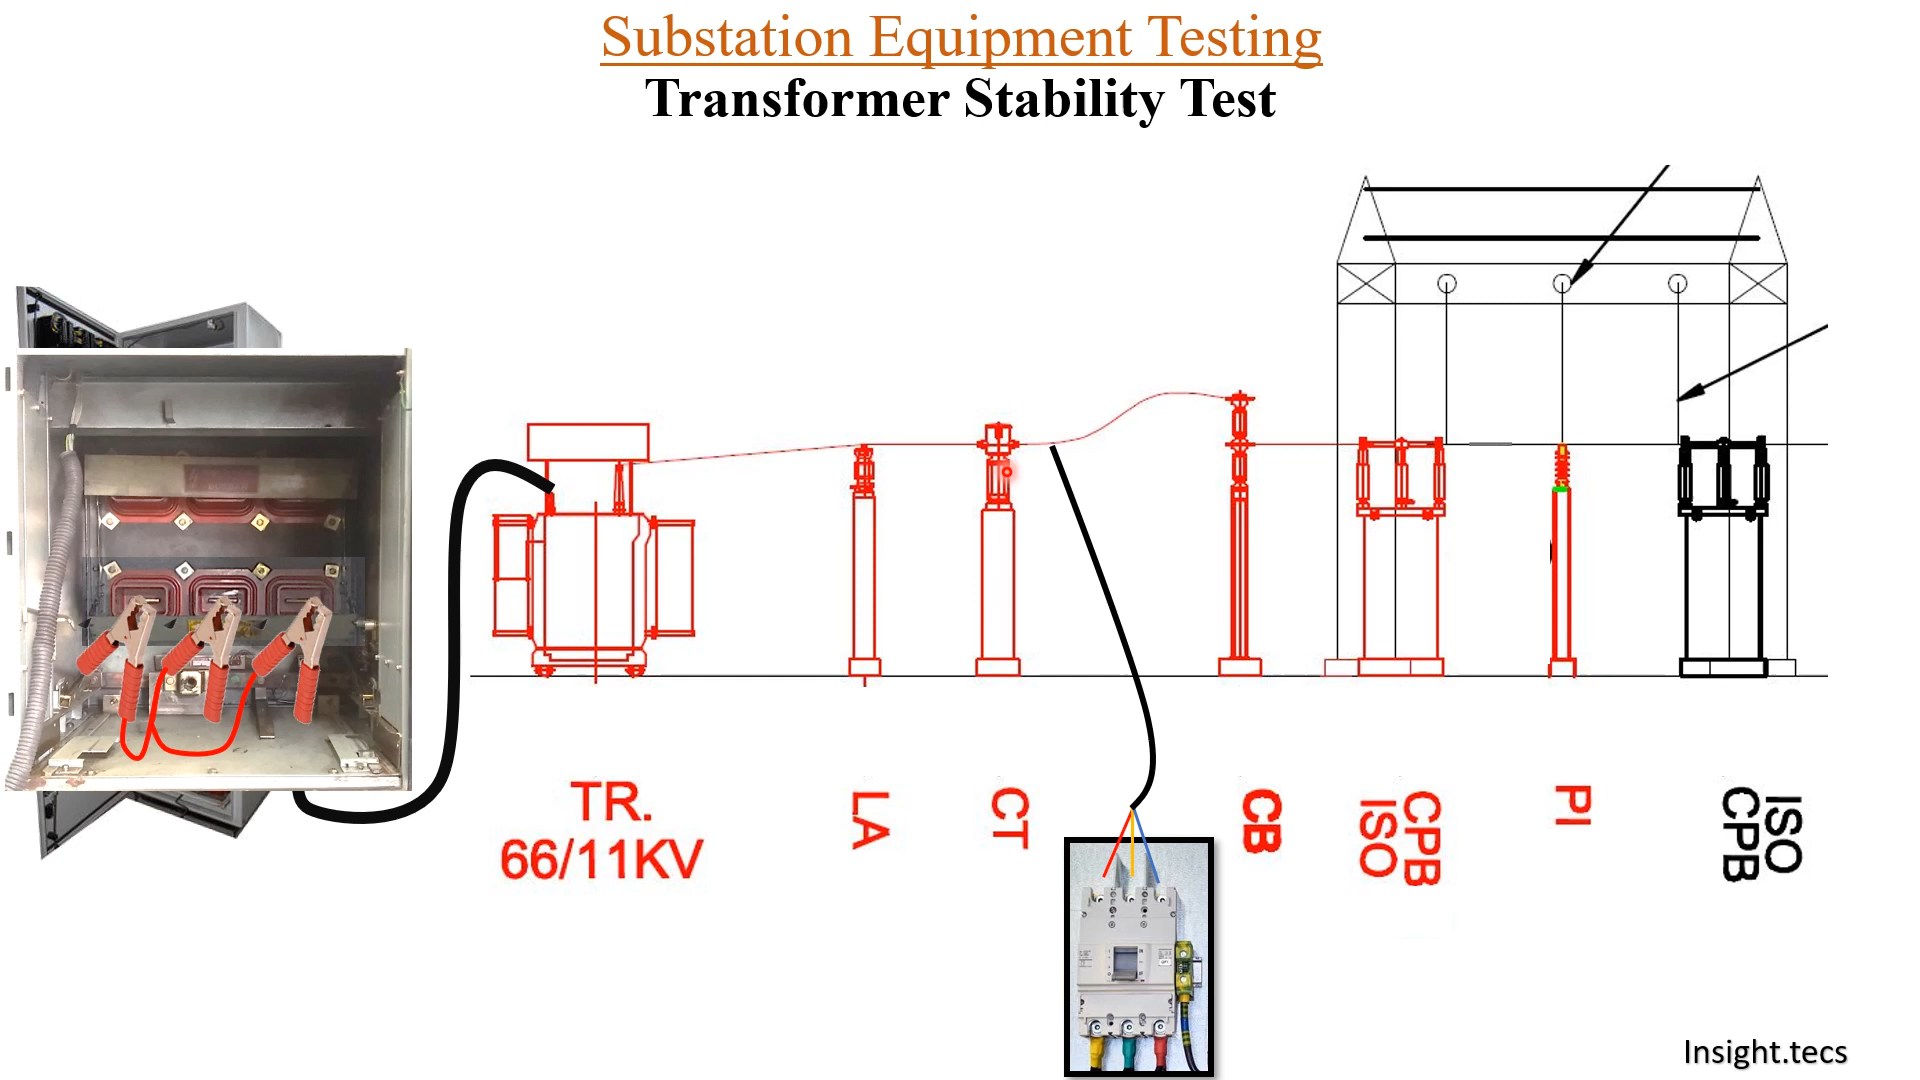 Substation Equipment Testing
Transformer Stability Test
TR.
66/11KV
LA
CT
CB
ISO
CPB
PI
ISO
CPB
Insight.tecs